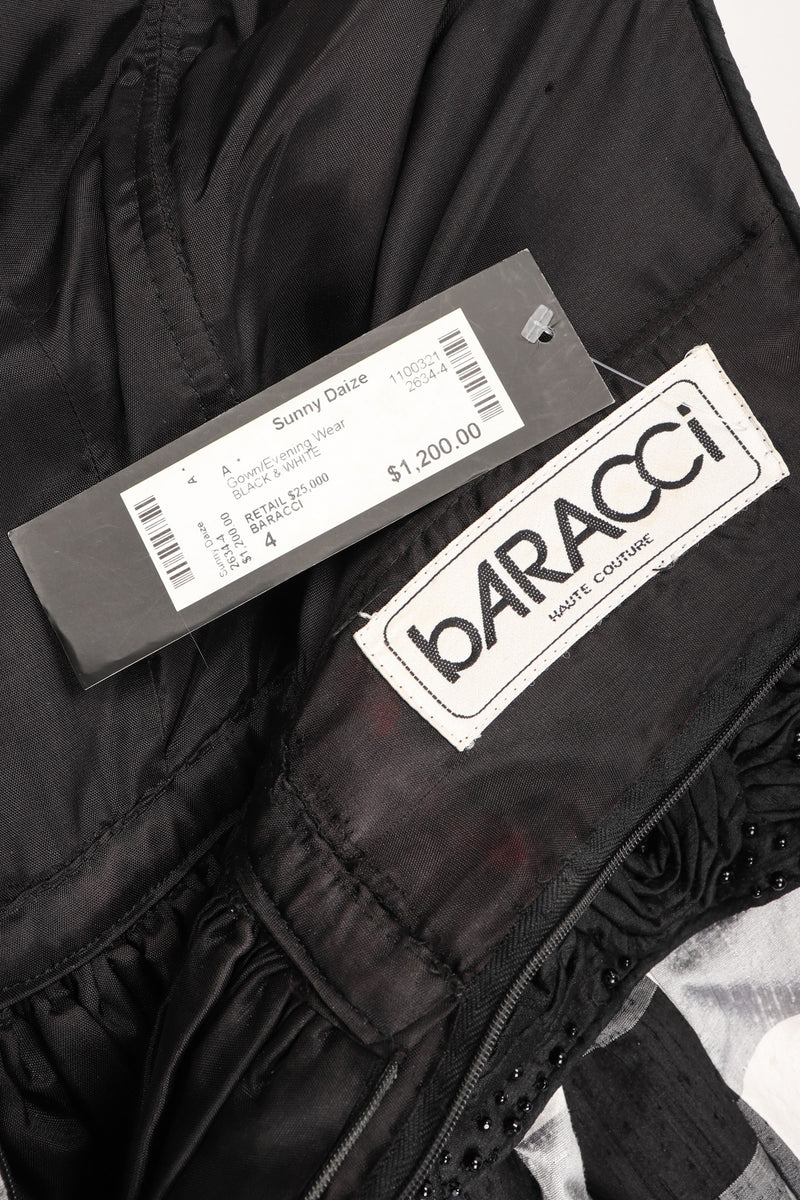 Sunny Daize
1100321
2634-4
A* A*
Gown/Evening Wear
BLACK & WHITE
$1,200.00
RETAIL $25,000
BARACCI
4
Sunny Daize
2634-4
$1,200.00
bARACCi
HAUTE COUTURE